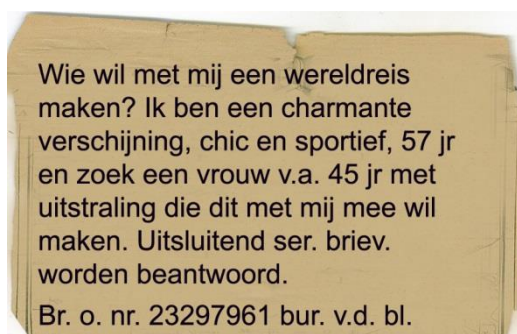 Wie wil met mij een wereldreis
maken? Ik ben een charmante
verschijning, chic en sportief, 57 jr
en zoek een vrouw v.a. 45 jr met
uitstraling die dit met mij mee wil
maken. Uitsluitend ser. briev.
worden beantwoord.
Br. o. nr. 23297961 bur. v.d. bl.